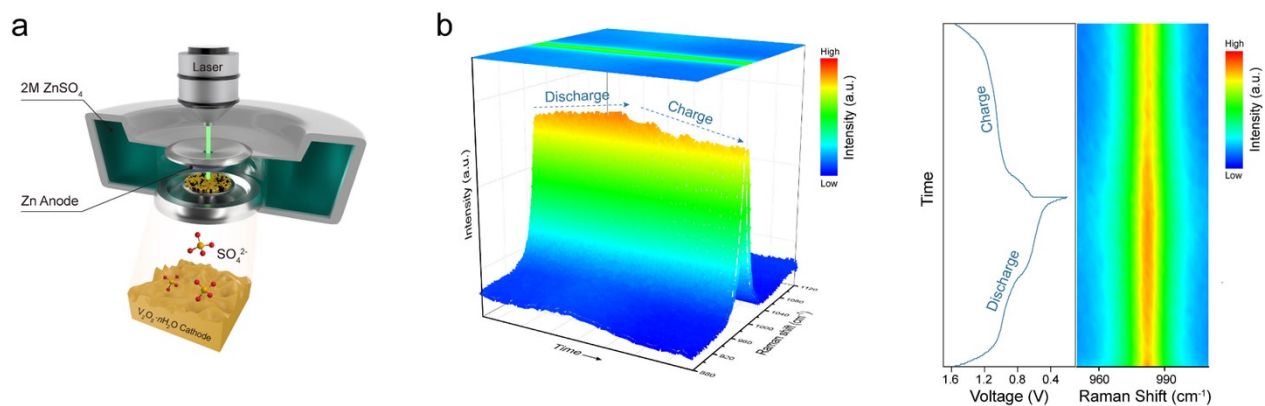 a
Laser
2M ZnSO₄
Zn Anode
SO₄²⁻
V₂O₅·nH₂O Cathode
b
Discharge
Charge
High
Intensity (a.u.)
Low
Intensity (a.u.)
Time
Raman shift (cm⁻¹)
880
920
960
1000
1040
1080
1120
Time
Charge
Discharge
1.6
1.2
0.8
0.4
Voltage (V)
960
990
Raman Shift (cm⁻¹)
High
Intensity (a.u.)
Low